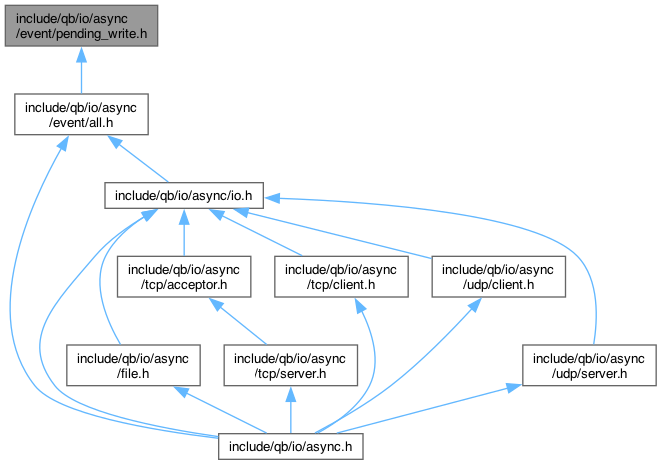 include/qb/io/async
/event/pending_write.h
include/qb/io/async
/event/all.h
include/qb/io/async/io.h
include/qb/io/async
/tcp/acceptor.h
include/qb/io/async
/tcp/client.h
include/qb/io/async
/udp/client.h
include/qb/io/async
/file.h
include/qb/io/async
/tcp/server.h
include/qb/io/async
/udp/server.h
include/qb/io/async.h